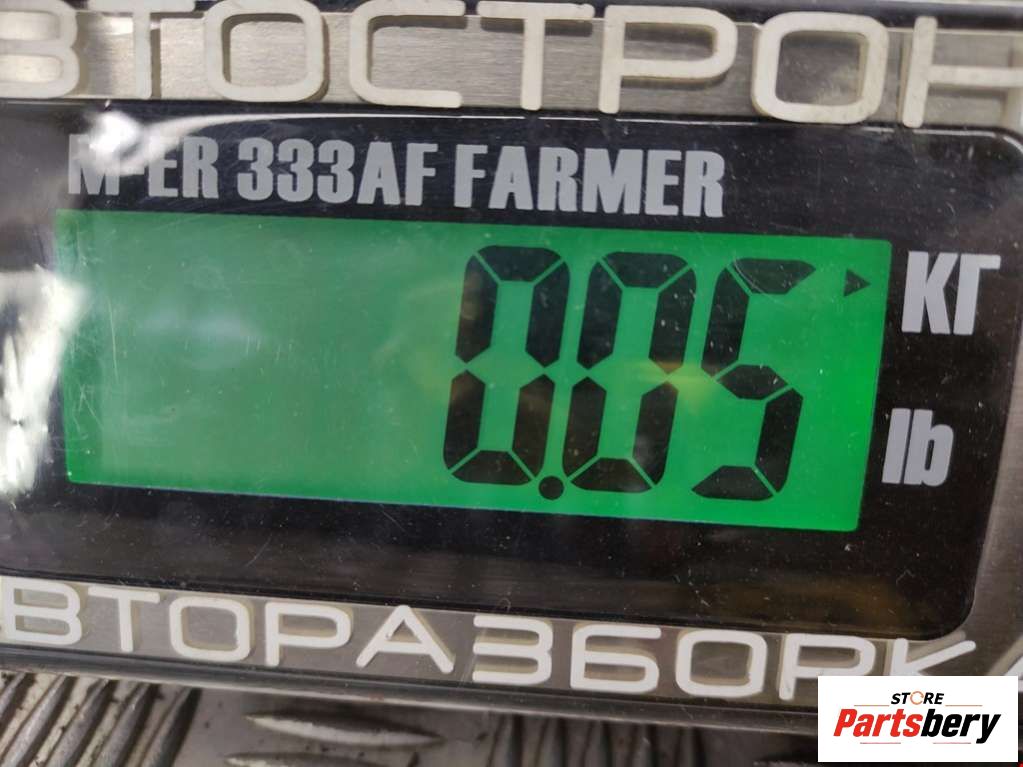 ВТОСТРОН
M-ER 333AF FARMER
0.05
КГ
lb
ВТОРАЗБОРК
STORE
Partsbery